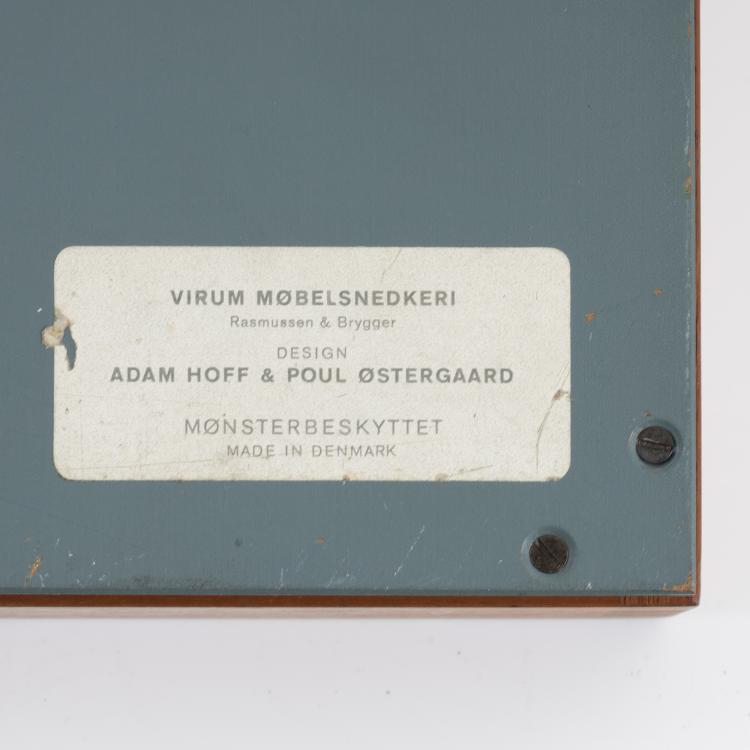 VIRUM MØBELSNEDKERI
Rasmussen & Brygger
DESIGN
ADAM HOFF & POUL ØSTERGAARD
MØNSTERBESKYTTET
MADE IN DENMARK